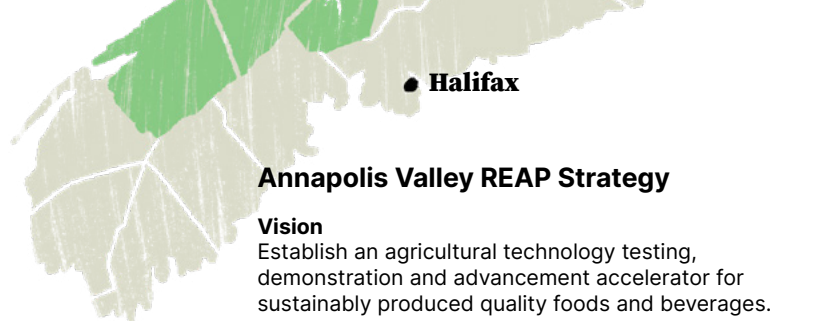 Halifax
Annapolis Valley REAP Strategy
Vision
Establish an agricultural technology testing,
demonstration and advancement accelerator for
sustainably produced quality foods and beverages.